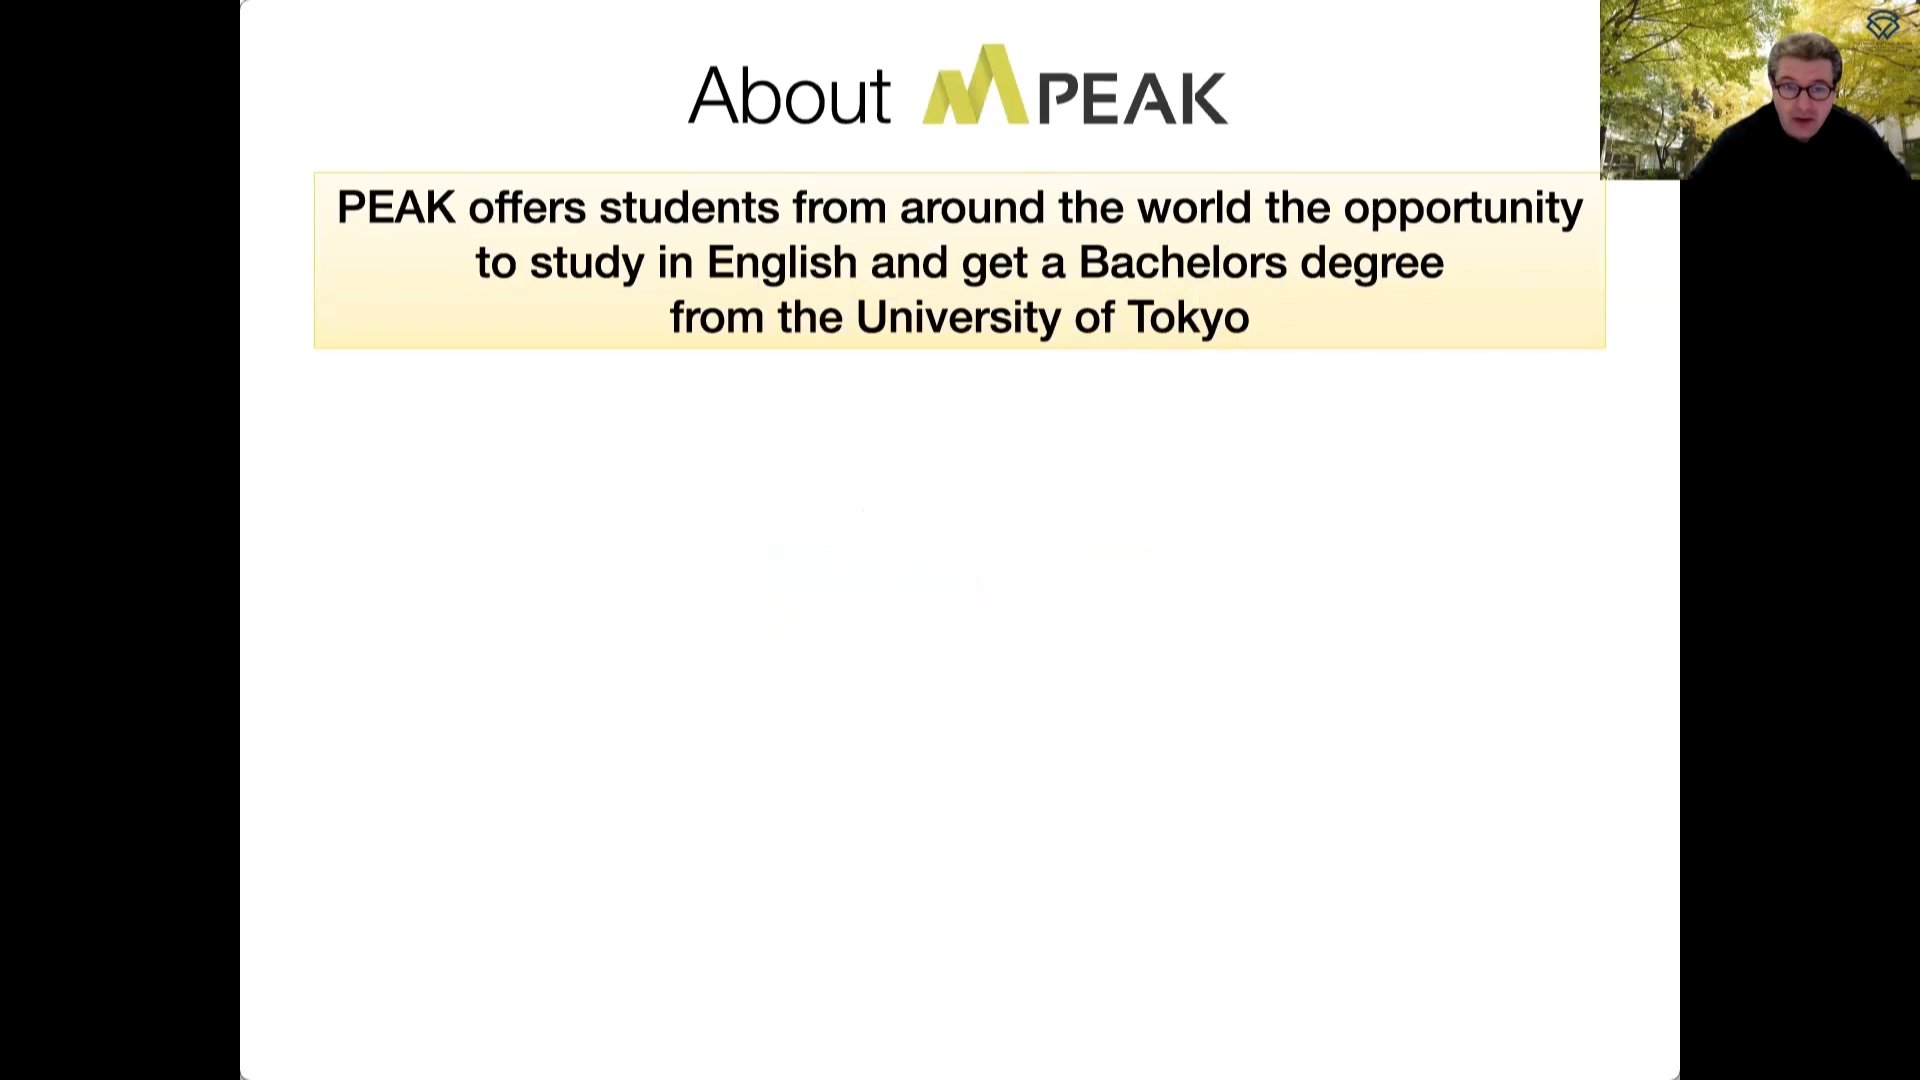 About PEAK
PEAK offers students from around the world the opportunity
to study in English and get a Bachelors degree
from the University of Tokyo